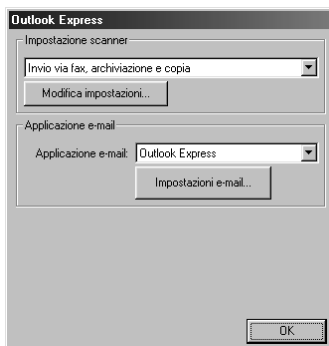 Outlook Express
Impostazione scanner
Invio via fax, archiviazione e copia
Modifica impostazioni...
Applicazione e-mail
Applicazione e-mail: Outlook Express
Impostazioni e-mail...
OK